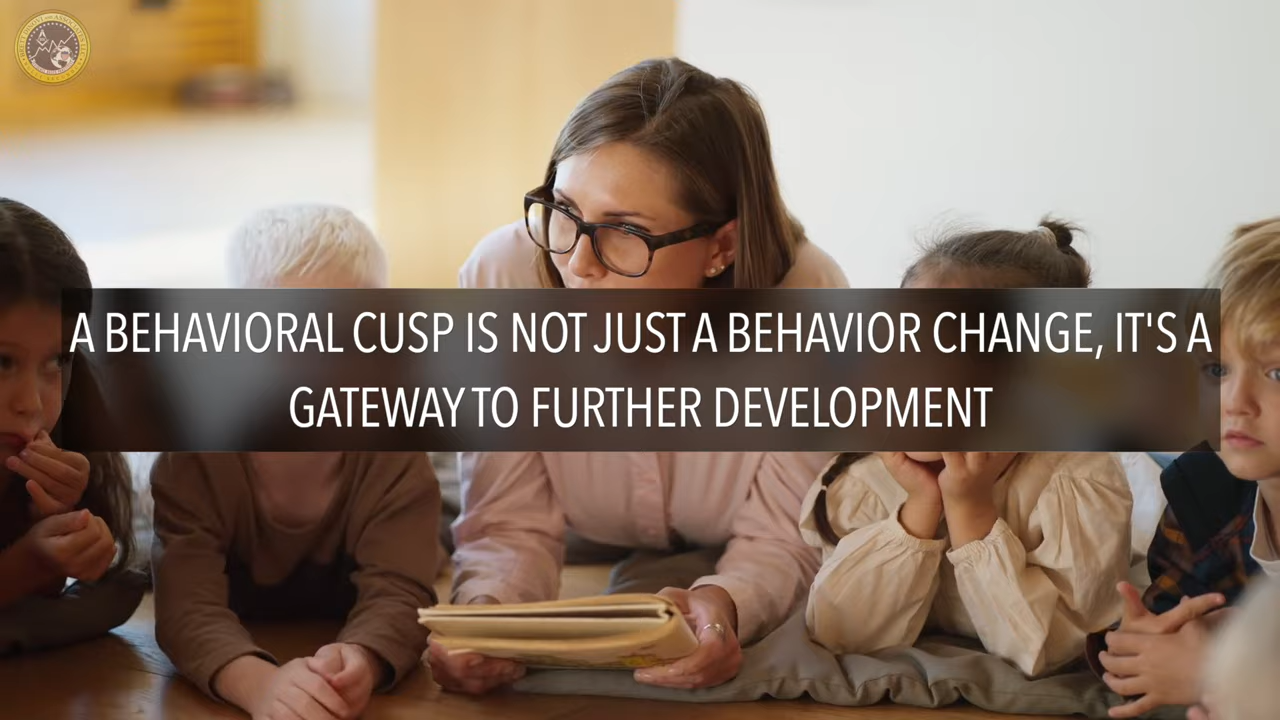 A BEHAVIORAL CUSP IS NOT JUST A BEHAVIOR CHANGE, IT'S A
GATEWAY TO FURTHER DEVELOPMENT